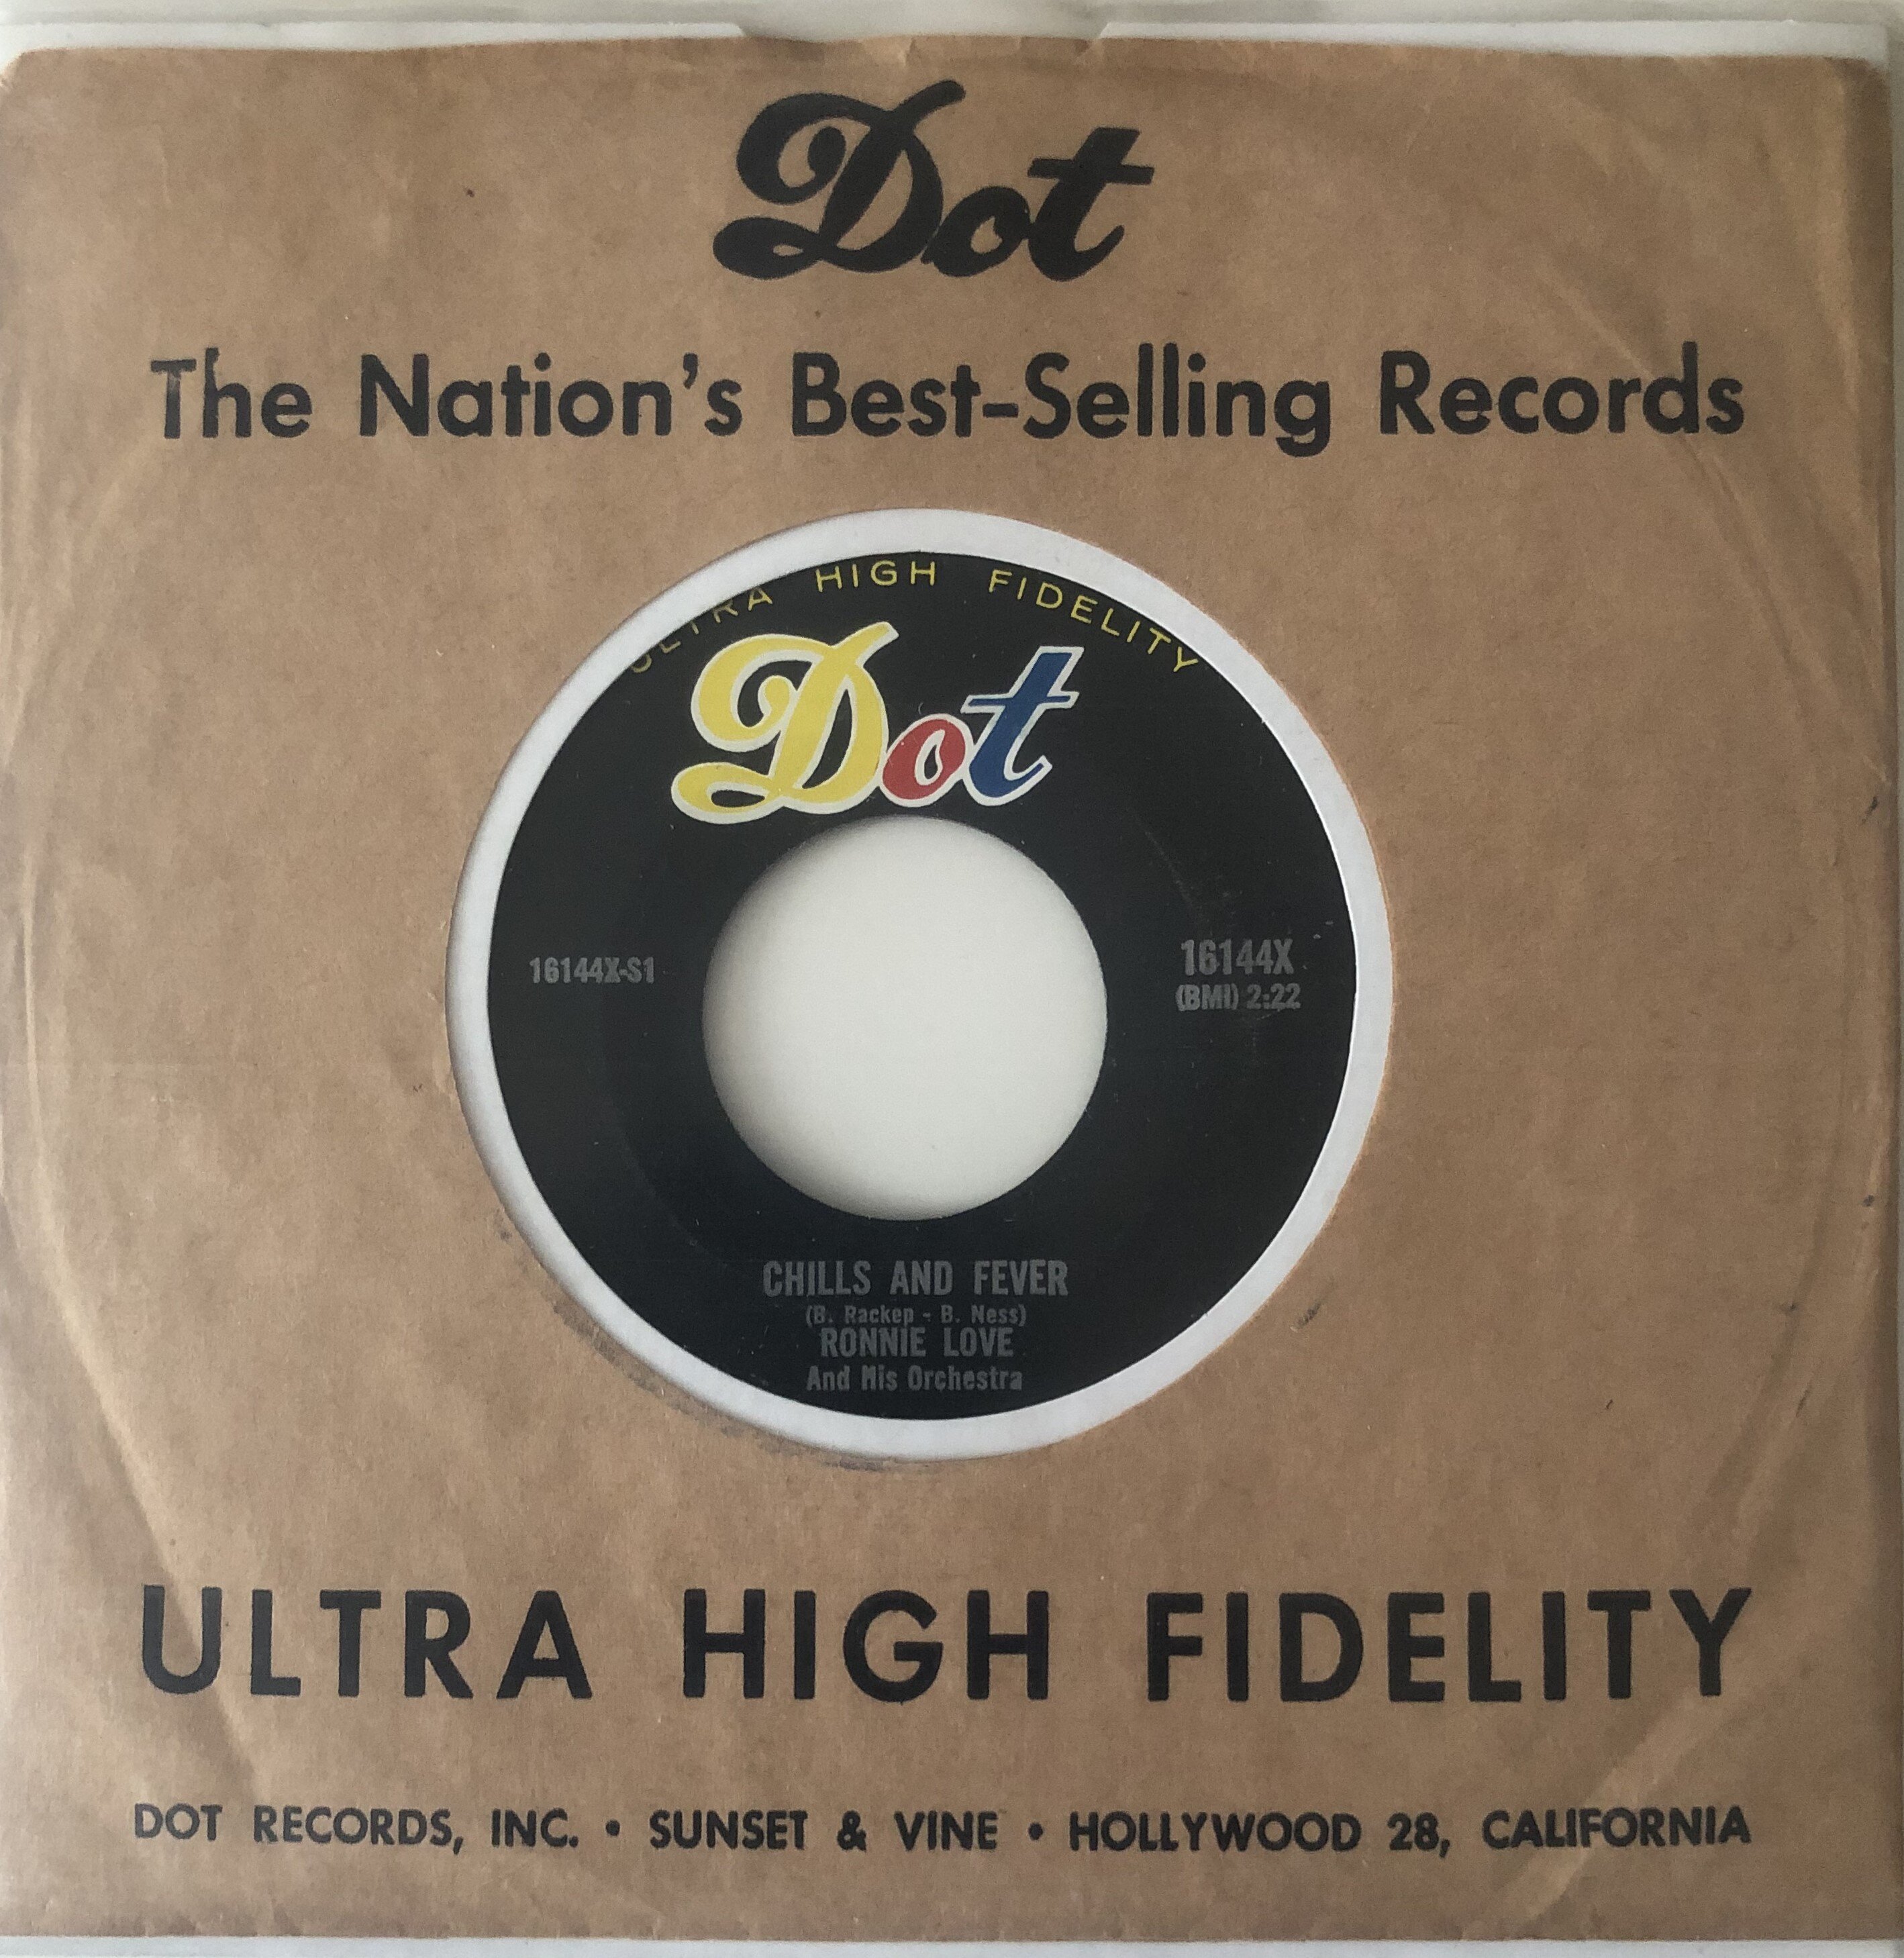 Dot
The Nation's Best-Selling Records
ULTRA HIGH FIDELITY
Dot
16144X-S1
16144X
(BMI) 2:22
CHILLS AND FEVER
(B. Rackep - B. Ness)
RONNIE LOVE
And His Orchestra
ULTRA HIGH FIDELITY
DOT RECORDS, INC. • SUNSET & VINE • HOLLYWOOD 28, CALIFORNIA